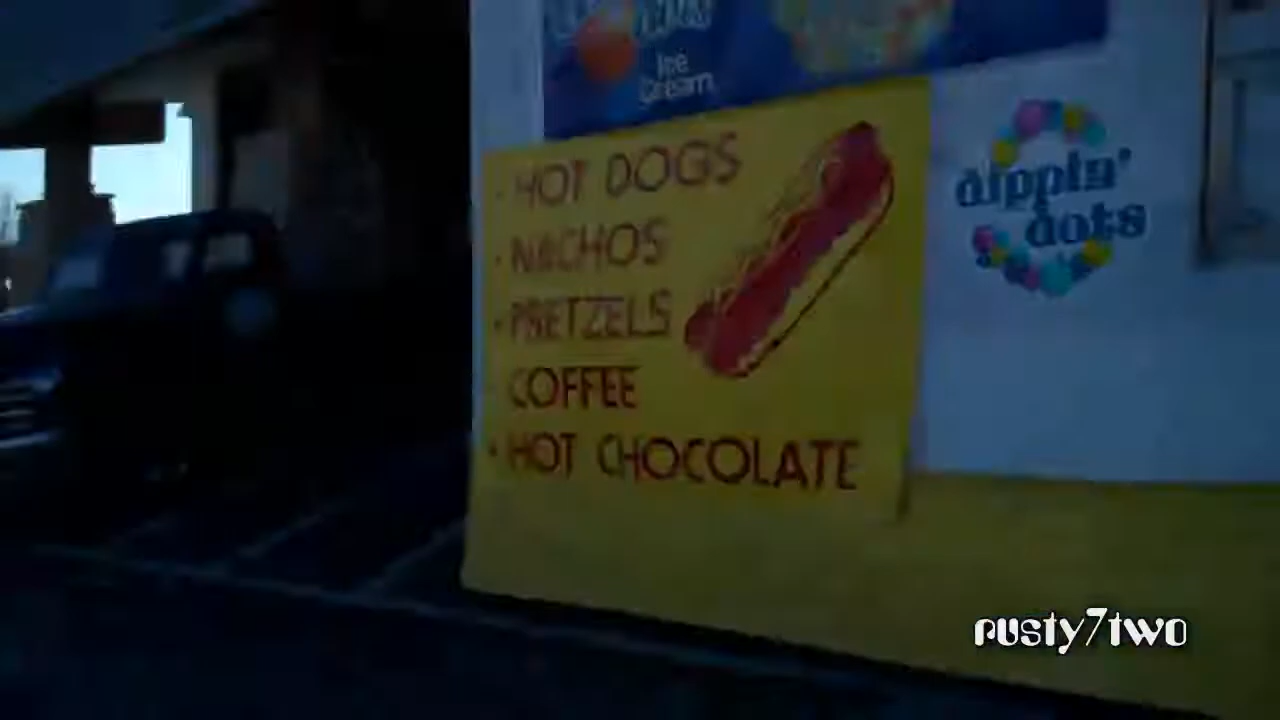 Ice
Cream
• HOT DOGS
• NACHOS
• PRETZELS
• COFFEE
• HOT CHOCOLATE
dippin'
dots
rusty7two